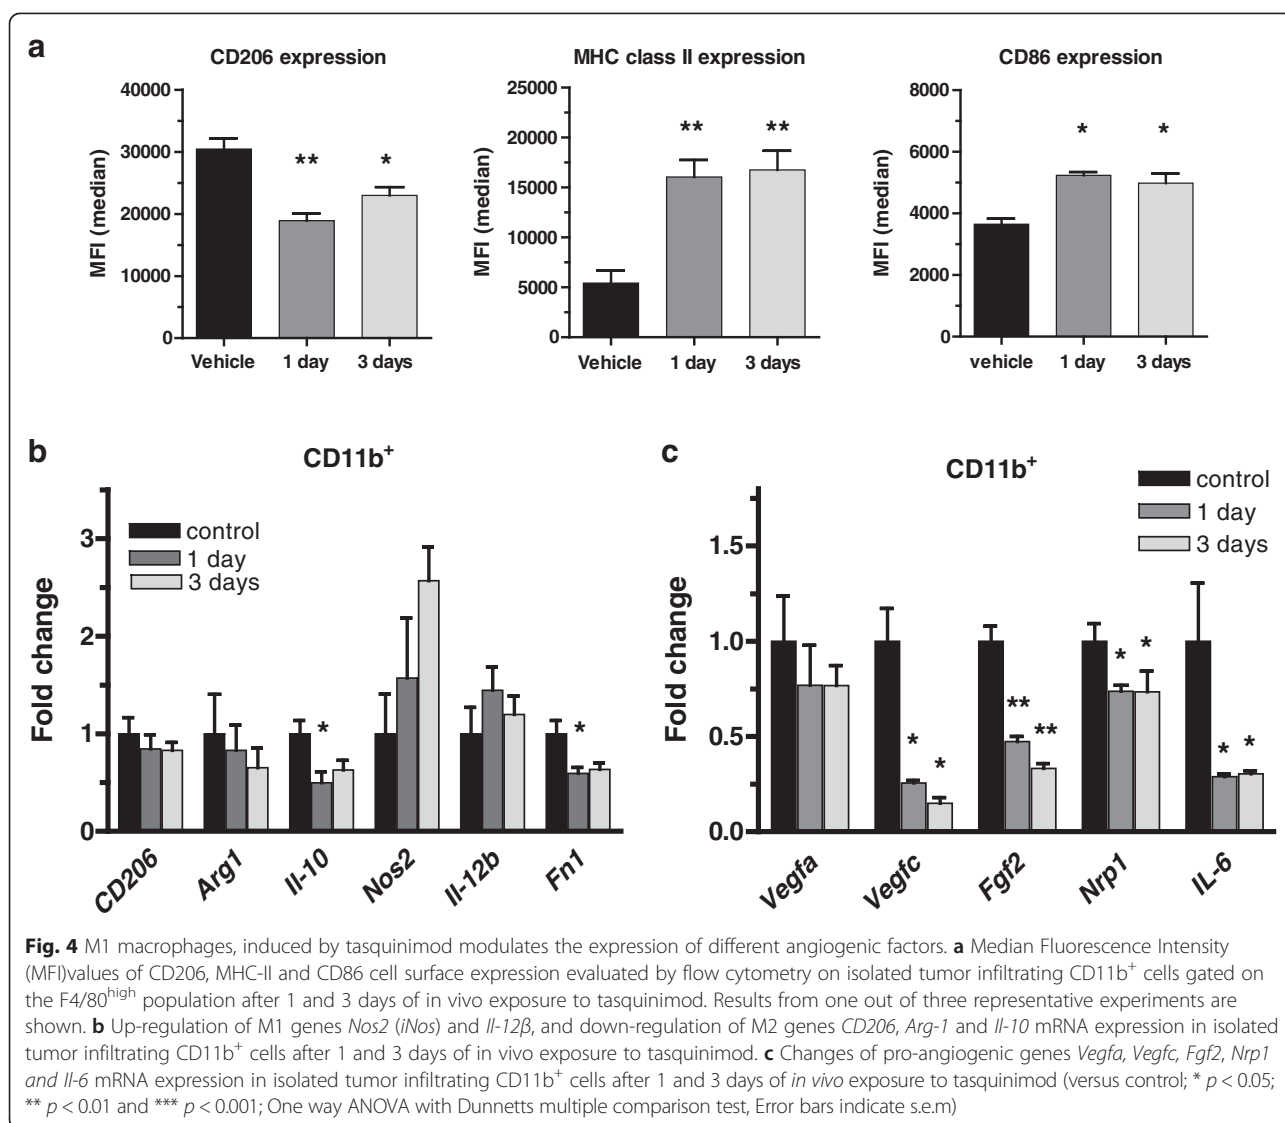 a
CD206 expression
40000
30000
20000
10000
0
MFI (median)
**
*
Vehicle 1 day 3 days
MHC class II expression
25000
20000
15000
10000
5000
0
MFI (median)
**
**
Vehicle 1 day 3 days
CD86 expression
8000
6000
4000
2000
0
MFI (median)
*
*
vehicle 1 day 3 days
b
CD11b+
control
1 day
3 days
3
2
1
0
Fold change
*
*
CD206 Arg1 Il-10 Nos2 Il-12b Fn1
c
CD11b+
control
1 day
3 days
1.5
1.0
0.5
0.0
Fold change
*
*
**
**
*
*
*
*
Vegfa Vegfc Fgf2 Nrp1 IL-6
Fig. 4 M1 macrophages, induced by tasquinimod modulates the expression of different angiogenic factors. a Median Fluorescence Intensity
(MFI)values of CD206, MHC-II and CD86 cell surface expression evaluated by flow cytometry on isolated tumor infiltrating CD11b+ cells gated on
the F4/80high population after 1 and 3 days of in vivo exposure to tasquinimod. Results from one out of three representative experiments are
shown. b Up-regulation of M1 genes Nos2 (iNos) and Il-12β, and down-regulation of M2 genes CD206, Arg-1 and Il-10 mRNA expression in isolated
tumor infiltrating CD11b+ cells after 1 and 3 days of in vivo exposure to tasquinimod. c Changes of pro-angiogenic genes Vegfa, Vegfc, Fgf2, Nrp1
and Il-6 mRNA expression in isolated tumor infiltrating CD11b+ cells after 1 and 3 days of in vivo exposure to tasquinimod (versus control; * p < 0.05;
** p < 0.01 and *** p < 0.001; One way ANOVA with Dunnetts multiple comparison test, Error bars indicate s.e.m)